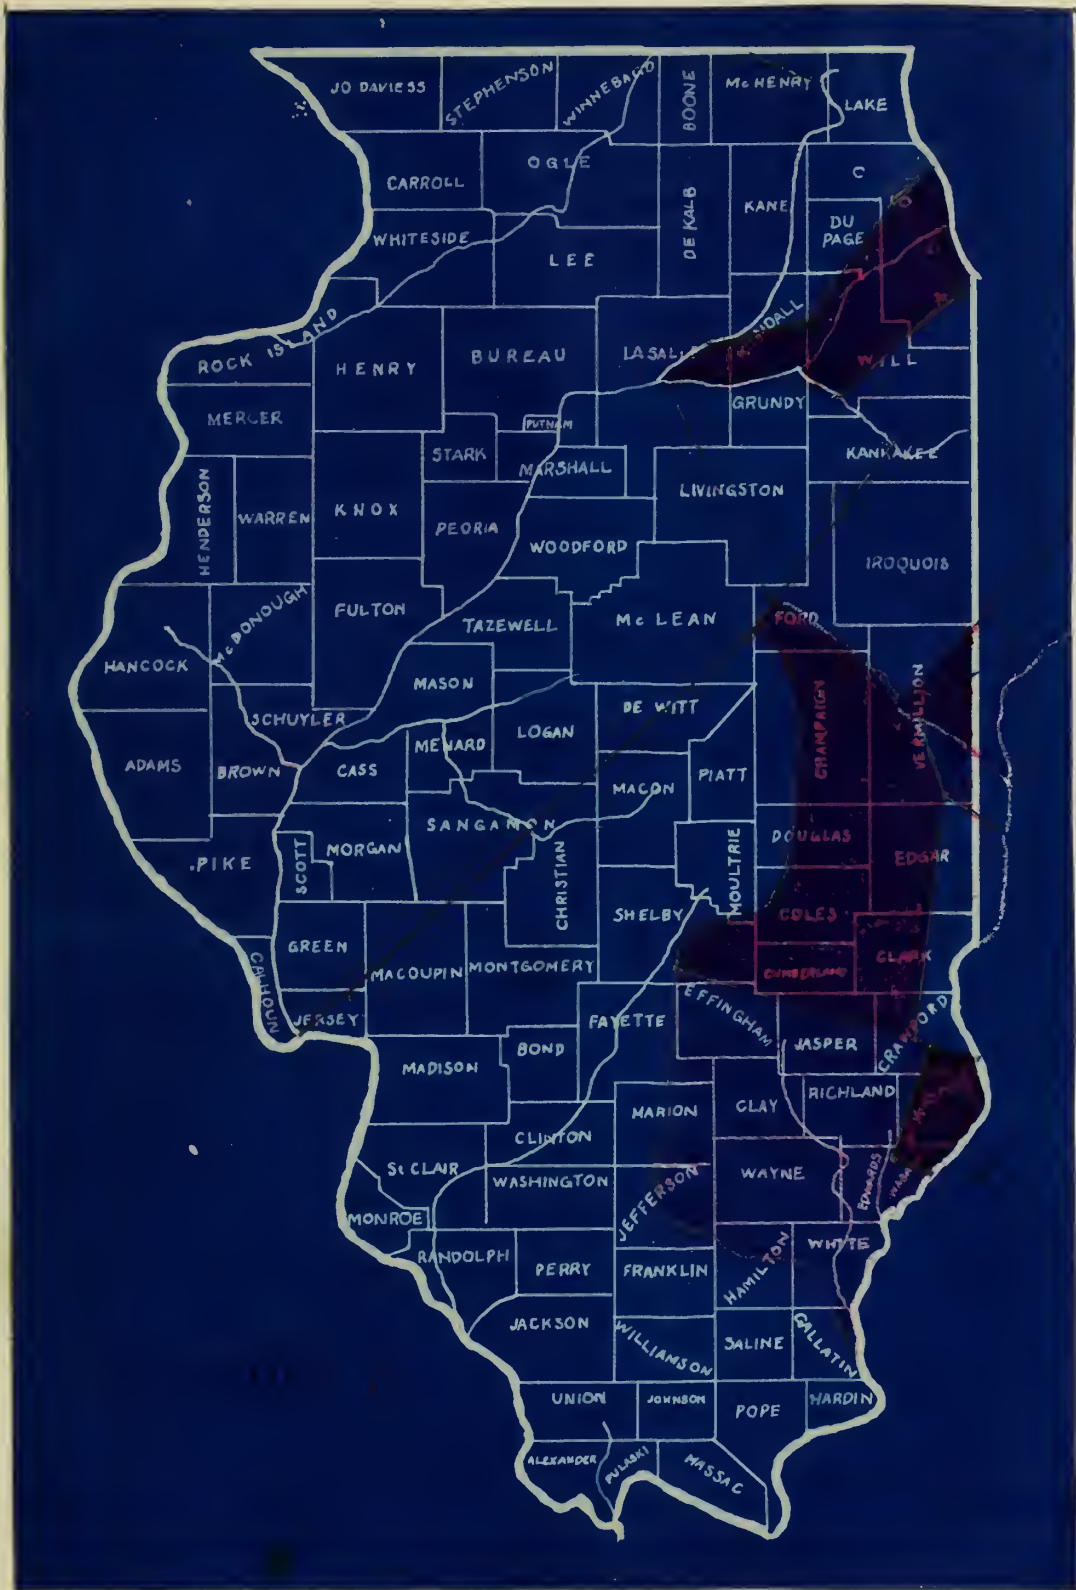 JO DAVIESS
STEPHENSON
WINNEBAGO
BOONE
McHENRY
LAKE
CARROLL
OGLE
DE KALB
KANE
C
O
O
K
DU
PAGE
WHITESIDE
LEE
ROCK ISLAND
HENRY
BUREAU
LASALLE
KENDALL
WILL
GRUNDY
MERCER
PUTNAM
STARK
MARSHALL
KANKAKEE
HENDERSON
WARREN
KNOX
PEORIA
LIVINGSTON
WOODFORD
IROQUOIS
FULTON
McDONOUGH
TAZEWELL
Mc LEAN
FORD
HANCOCK
MASON
SCHUYLER
DE WITT
CHAMPAIGN
VERMILLION
ADAMS
BROWN
CASS
MENARD
LOGAN
MACON
PIATT
SANGAMON
DOUGLAS
PIKE
SCOTT
MORGAN
CHRISTIAN
MOULTRIE
EDGAR
SHELBY
COLES
GREEN
MACOUPIN
MONTGOMERY
CUMBERLAND
CLARK
CALHOUN
JERSEY
FAYETTE
EFFINGHAM
JASPER
CRAWFORD
BOND
MADISON
MARION
CLAY
RICHLAND
CLINTON
St CLAIR
WASHINGTON
JEFFERSON
WAYNE
EDWARDS
MONROE
RANDOLPH
PERRY
FRANKLIN
HAMILTON
WHITE
JACKSON
WILLIAMSON
SALINE
GALLATIN
UNION
JOHNSON
POPE
HARDIN
ALEXANDER
PULASKI
MASSAC